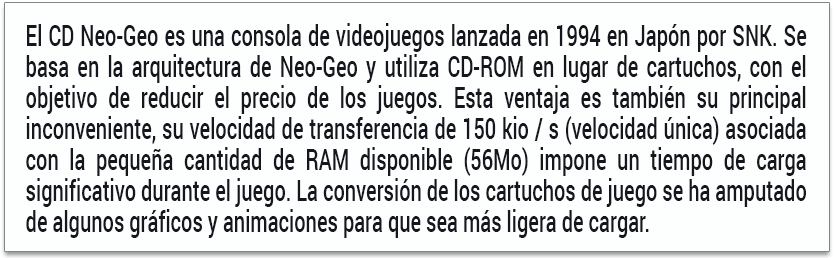 El CD Neo-Geo es una consola de videojuegos lanzada en 1994 en Japón por SNK. Se
basa en la arquitectura de Neo-Geo y utiliza CD-ROM en lugar de cartuchos, con el
objetivo de reducir el precio de los juegos. Esta ventaja es también su principal
inconveniente, su velocidad de transferencia de 150 kio / s (velocidad única) asociada
con la pequeña cantidad de RAM disponible (56Mo) impone un tiempo de carga
significativo durante el juego. La conversión de los cartuchos de juego se ha amputado
de algunos gráficos y animaciones para que sea más ligera de cargar.